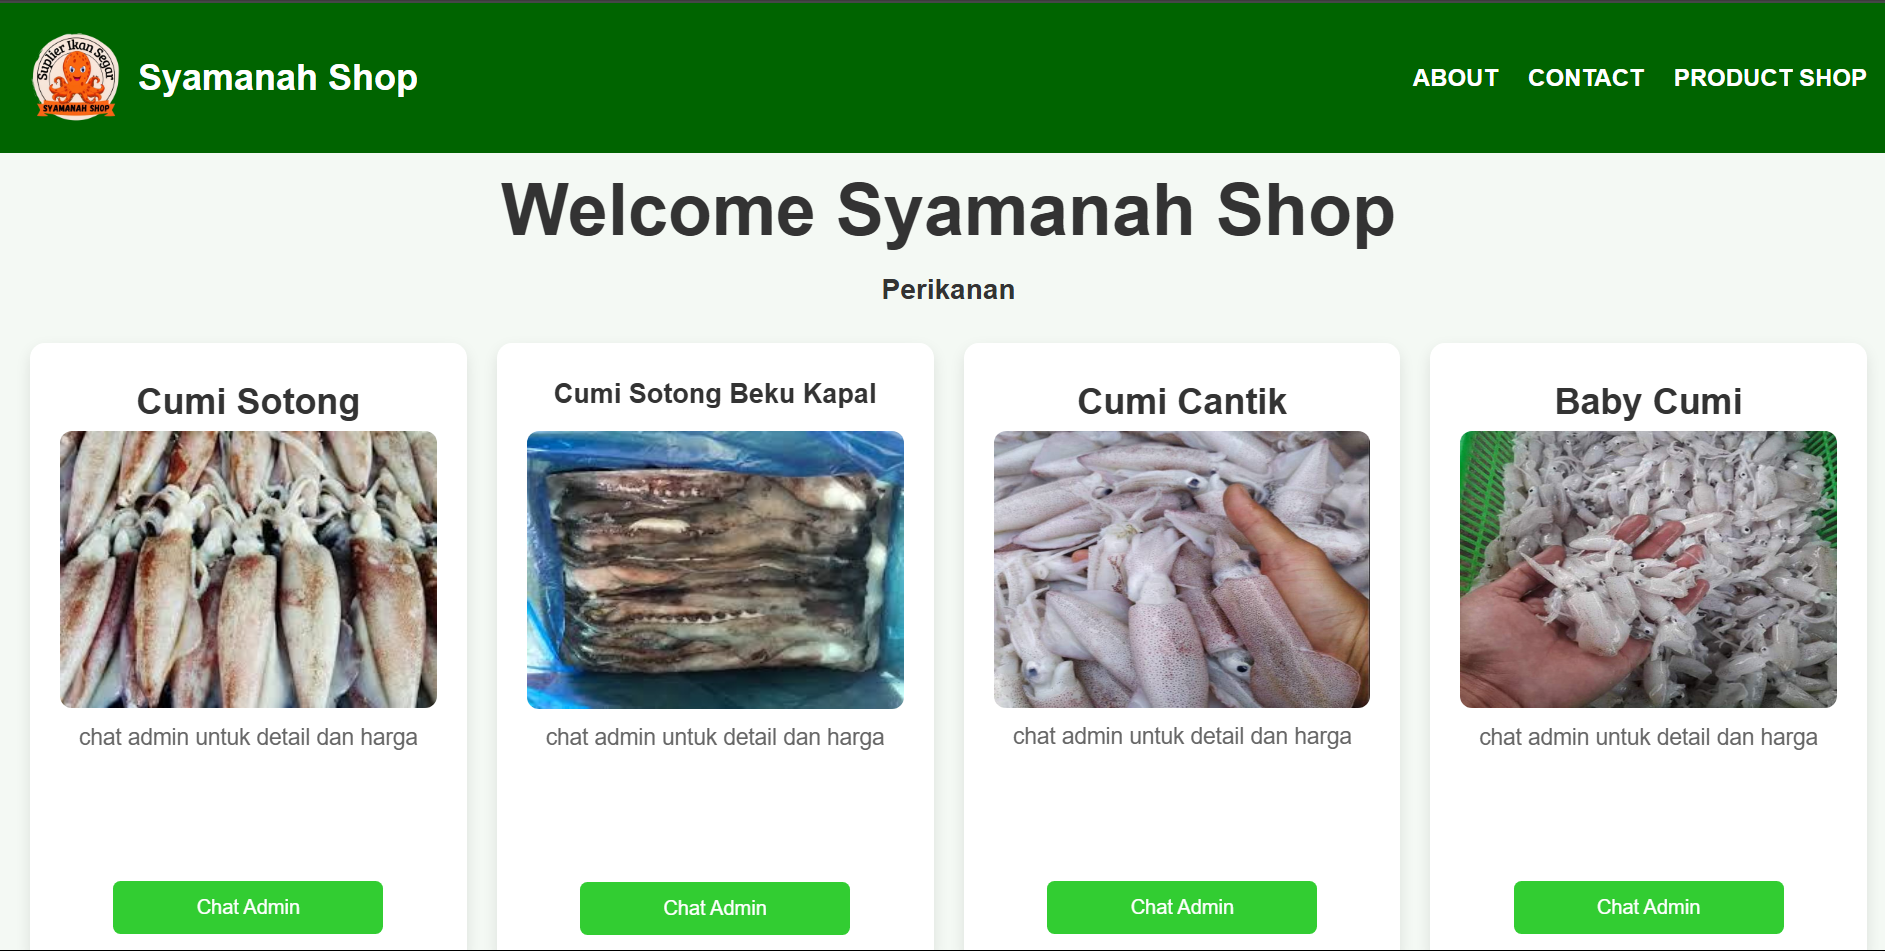 Suplier Ikan Segar
SYAMANAH SHOP
Syamanah Shop
ABOUT CONTACT PRODUCT SHOP
Welcome Syamanah Shop
Perikanan
Cumi Sotong
chat admin untuk detail dan harga
Chat Admin
Cumi Sotong Beku Kapal
chat admin untuk detail dan harga
Chat Admin
Cumi Cantik
chat admin untuk detail dan harga
Chat Admin
Baby Cumi
chat admin untuk detail dan harga
Chat Admin